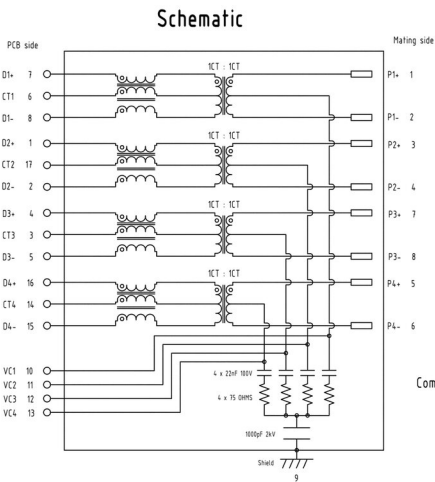 Schematic
PCB side
Mating side
1CT : 1CT
D1+ 7
P1+ 1
CT1 6
D1- 8
P1- 2
1CT : 1CT
D2+ 1
P2+ 3
CT2 17
D2- 2
P2- 4
1CT : 1CT
D3+ 4
P3+ 7
CT3 3
D3- 5
P3- 8
1CT : 1CT
D4+ 16
P4+ 5
CT4 14
D4- 15
P4- 6
VC1 10
4 x 22nF 100V
VC2 11
Com
VC3 12
4 x 75 OHMS
VC4 13
1000pF 2kV
Shield
9